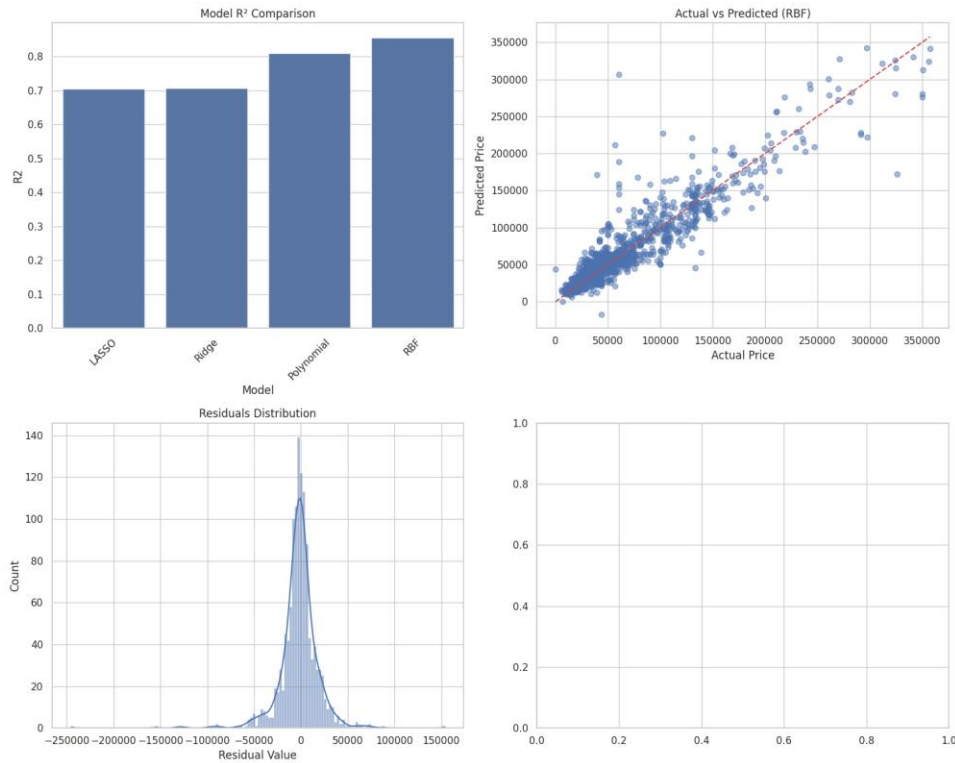 Model R² Comparison
0.8
0.7
0.6
0.5
0.4
0.3
0.2
0.1
0.0
R2
LASSO
Ridge
Polynomial
RBF
Model
Actual vs Predicted (RBF)
350000
300000
250000
200000
150000
100000
50000
0
Predicted Price
0 50000 100000 150000 200000 250000 300000 350000
Actual Price
Residuals Distribution
140
120
100
80
60
40
20
0
Count
−250000 −200000 −150000 −100000 −50000 0 50000 100000 150000
Residual Value
1.0
0.8
0.6
0.4
0.2
0.0
0.0 0.2 0.4 0.6 0.8 1.0